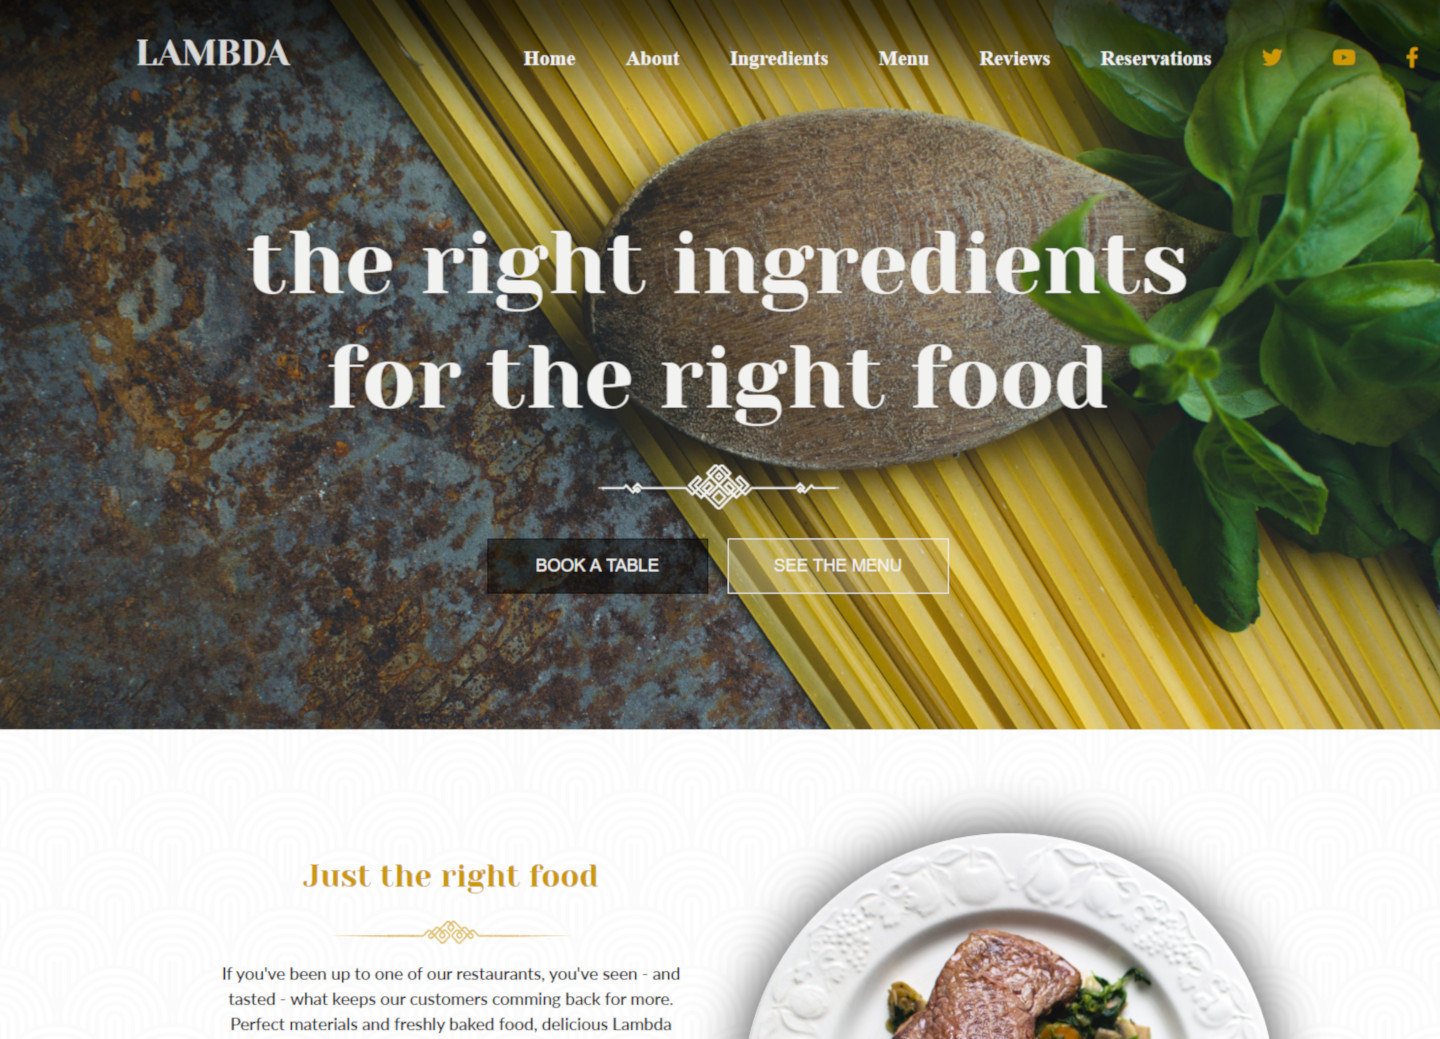 LAMBDA
Home About Ingredients Menu Reviews Reservations
the right ingredients
for the right food
BOOK A TABLE SEE THE MENU
Just the right food
If you've been up to one of our restaurants, you've seen - and
tasted - what keeps our customers comming back for more.
Perfect materials and freshly baked food, delicious Lambda